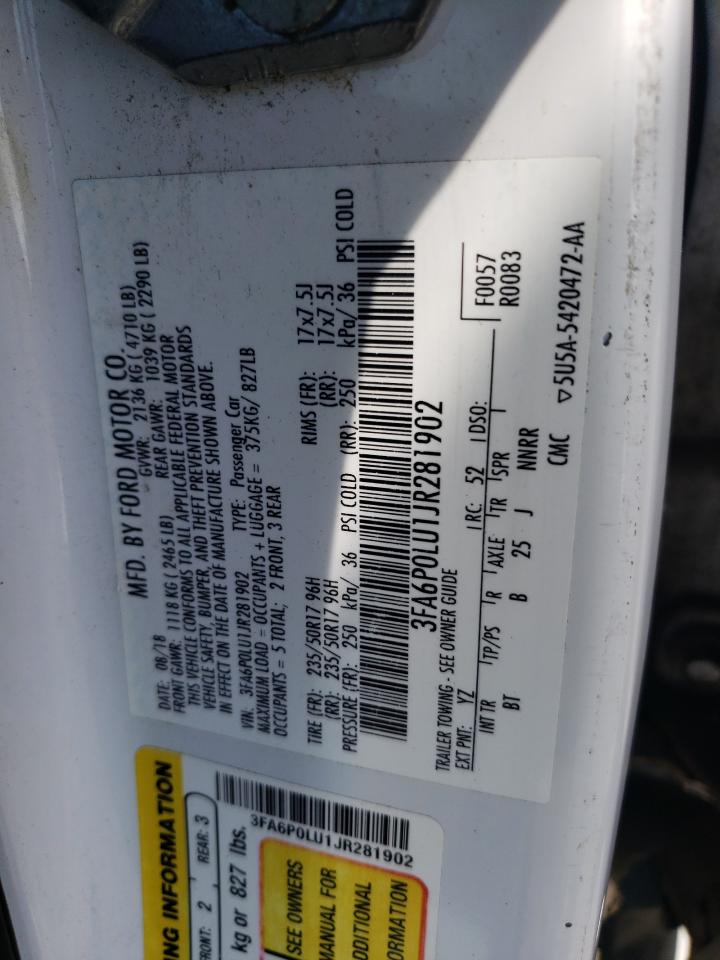 MFD. BY FORD MOTOR CO.
DATE: 08/18 GVWR: 2136 KG ( 4710 LB)
FRONT GAWR: 1118 KG ( 2465 LB) REAR GAWR: 1039 KG ( 2290 LB)
THIS VEHICLE CONFORMS TO ALL APPLICABLE FEDERAL MOTOR
VEHICLE SAFETY, BUMPER, AND THEFT PREVENTION STANDARDS
IN EFFECT ON THE DATE OF MANUFACTURE SHOWN ABOVE.
VIN: 3FA6P0LU1JR281902 TYPE: Passenger Car
MAXIMUM LOAD = OCCUPANTS + LUGGAGE = 375KG/ 827LB
OCCUPANTS = 5 TOTAL; 2 FRONT, 3 REAR
TIRE (FR): 235/50R17 96H RIMS (FR): 17x7.5J
(RR): 235/50R17 96H (RR): 17x7.5J
PRESSURE (FR): 250 kPa/ 36 PSI COLD (RR): 250 kPa/ 36 PSI COLD
3FA6P0LU1JR281902
TRAILER TOWING - SEE OWNER GUIDE
EXT PNT: YZ RC: 52 DSO:
F0057
R0083
INT TR TP/PS R AXLE TR SPR
BT B 25 J NNRR
CMC ▽5U5A-5420472-AA
ING INFORMATION
FRONT: 2 REAR: 3
kg or 827 lbs.
3FA6P0LU1JR281902
SEE OWNERS
MANUAL FOR
ADDITIONAL
ORMATION